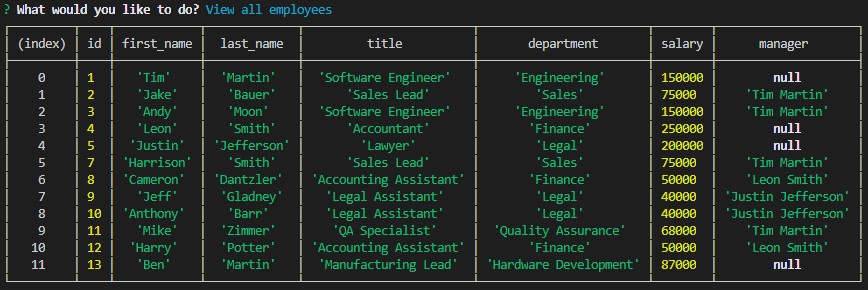 ? What would you like to do? View all employees
(index) id first_name last_name title department salary manager
0 1 'Tim' 'Martin' 'Software Engineer' 'Engineering' 150000 null
1 2 'Jake' 'Bauer' 'Sales Lead' 'Sales' 75000 'Tim Martin'
2 3 'Andy' 'Moon' 'Software Engineer' 'Engineering' 150000 'Tim Martin'
3 4 'Leon' 'Smith' 'Accountant' 'Finance' 250000 null
4 5 'Justin' 'Jefferson' 'Lawyer' 'Legal' 200000 null
5 7 'Harrison' 'Smith' 'Sales Lead' 'Sales' 75000 'Tim Martin'
6 8 'Cameron' 'Dantzler' 'Accounting Assistant' 'Finance' 50000 'Leon Smith'
7 9 'Jeff' 'Gladney' 'Legal Assistant' 'Legal' 40000 'Justin Jefferson'
8 10 'Anthony' 'Barr' 'Legal Assistant' 'Legal' 40000 'Justin Jefferson'
9 11 'Mike' 'Zimmer' 'QA Specialist' 'Quality Assurance' 68000 'Tim Martin'
10 12 'Harry' 'Potter' 'Accounting Assistant' 'Finance' 50000 'Leon Smith'
11 13 'Ben' 'Martin' 'Manufacturing Lead' 'Hardware Development' 87000 null